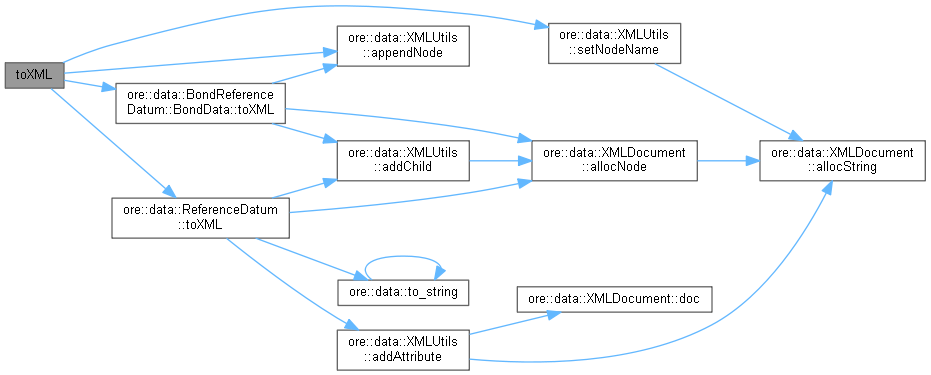 toXML
ore::data::XMLUtils
::appendNode
ore::data::XMLUtils
::setNodeName
ore::data::BondReference
Datum::BondData::toXML
ore::data::XMLUtils
::addChild
ore::data::XMLDocument
::allocNode
ore::data::XMLDocument
::allocString
ore::data::ReferenceDatum
::toXML
ore::data::to_string
ore::data::XMLDocument::doc
ore::data::XMLUtils
::addAttribute